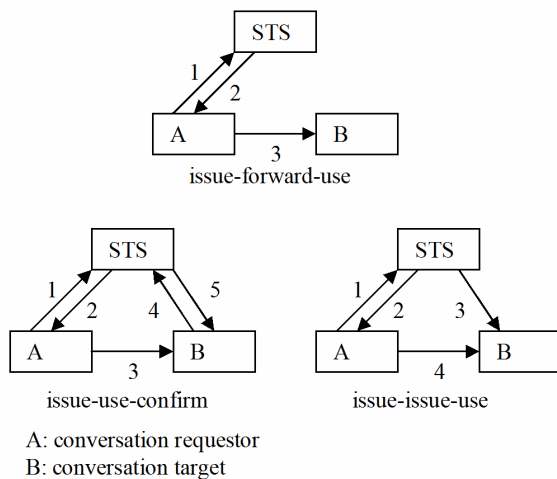 STS
1
2
A
B
3
issue-forward-use
STS
1
2
4
5
A
B
3
issue-use-confirm
STS
1
2
3
A
B
4
issue-issue-use
A: conversation requestor
B: conversation target